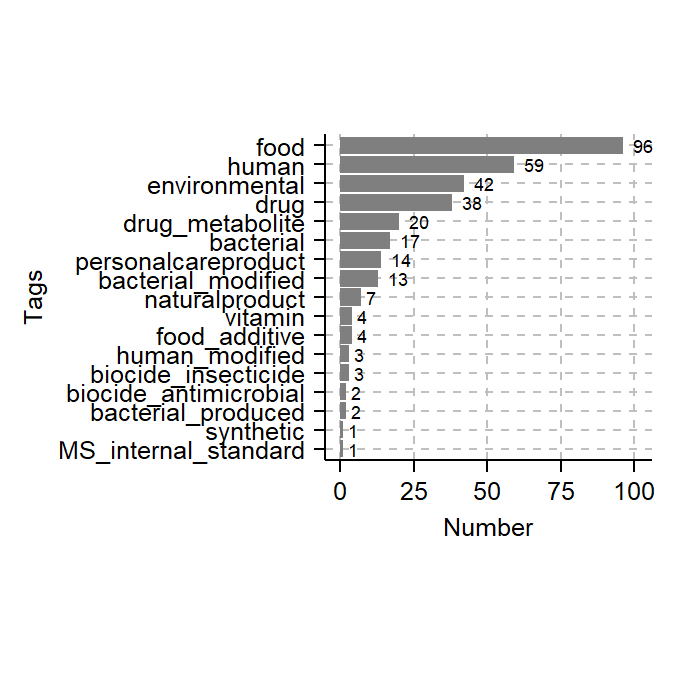 food 96
human 59
environmental 42
drug 38
drug_metabolite 20
bacterial 17
personalcareproduct 14
bacterial_modified 13
naturalproduct 7
vitamin 4
food_additive 4
human_modified 3
biocide_insecticide 3
biocide_antimicrobial 2
bacterial_produced 2
synthetic 1
MS_internal_standard 1
Tags
0 25 50 75 100
Number